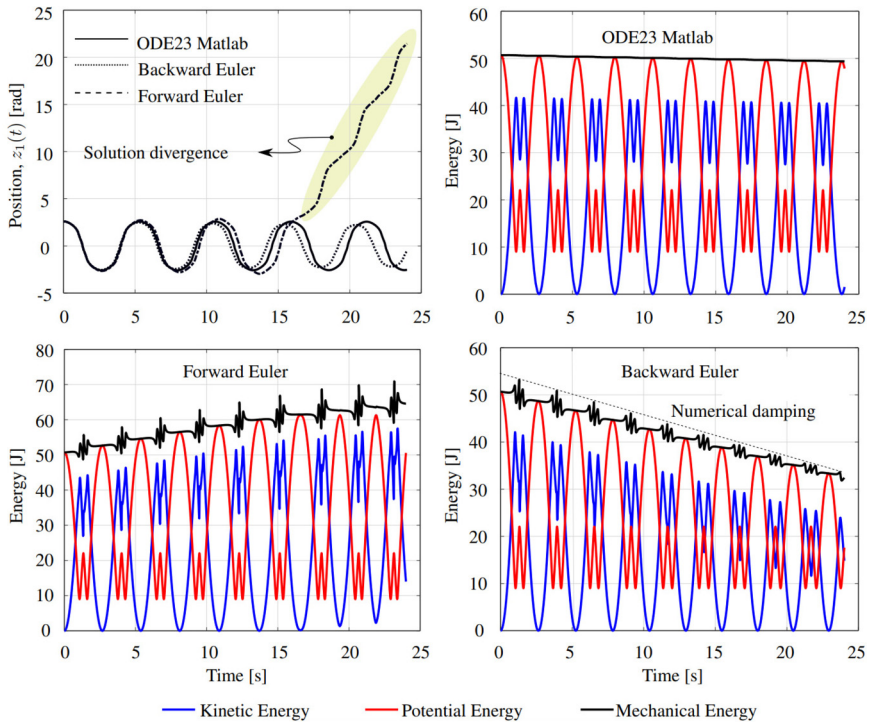 25
20
15
10
5
0
-5
Position, z₁(t) [rad]
ODE23 Matlab
Backward Euler
Forward Euler
Solution divergence
0 5 10 15 20 25
60
50
40
30
20
10
0
Energy [J]
ODE23 Matlab
0 5 10 15 20 25
80
70
60
50
40
30
20
10
0
Energy [J]
Forward Euler
0 5 10 15 20 25
Time [s]
60
50
40
30
20
10
0
Energy [J]
Backward Euler
Numerical damping
0 5 10 15 20 25
Time [s]
Kinetic Energy Potential Energy Mechanical Energy